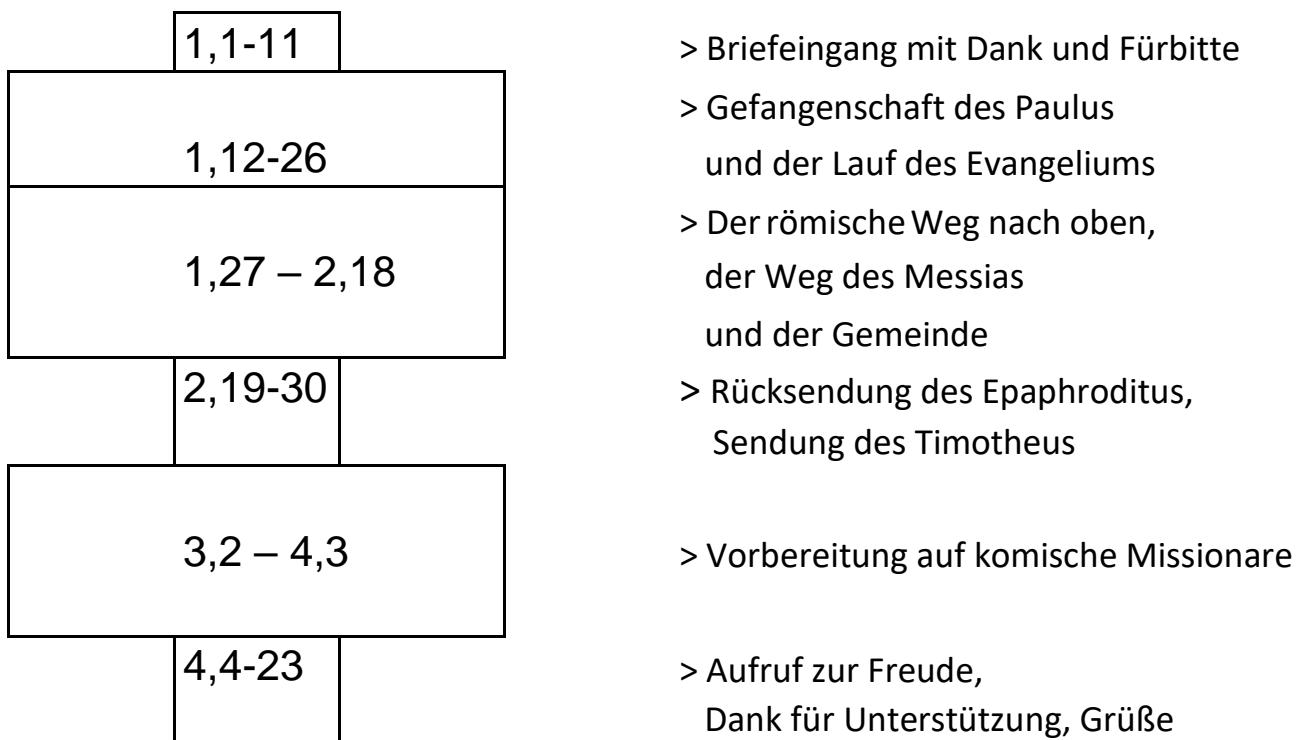 1,1-11
> Briefeingang mit Dank und Fürbitte
1,12-26
> Gefangenschaft des Paulus
und der Lauf des Evangeliums
1,27 – 2,18
> Der römische Weg nach oben,
der Weg des Messias
und der Gemeinde
2,19-30
> Rücksendung des Epaphroditus,
Sendung des Timotheus
3,2 – 4,3
> Vorbereitung auf komische Missionare
4,4-23
> Aufruf zur Freude,
Dank für Unterstützung, Grüße